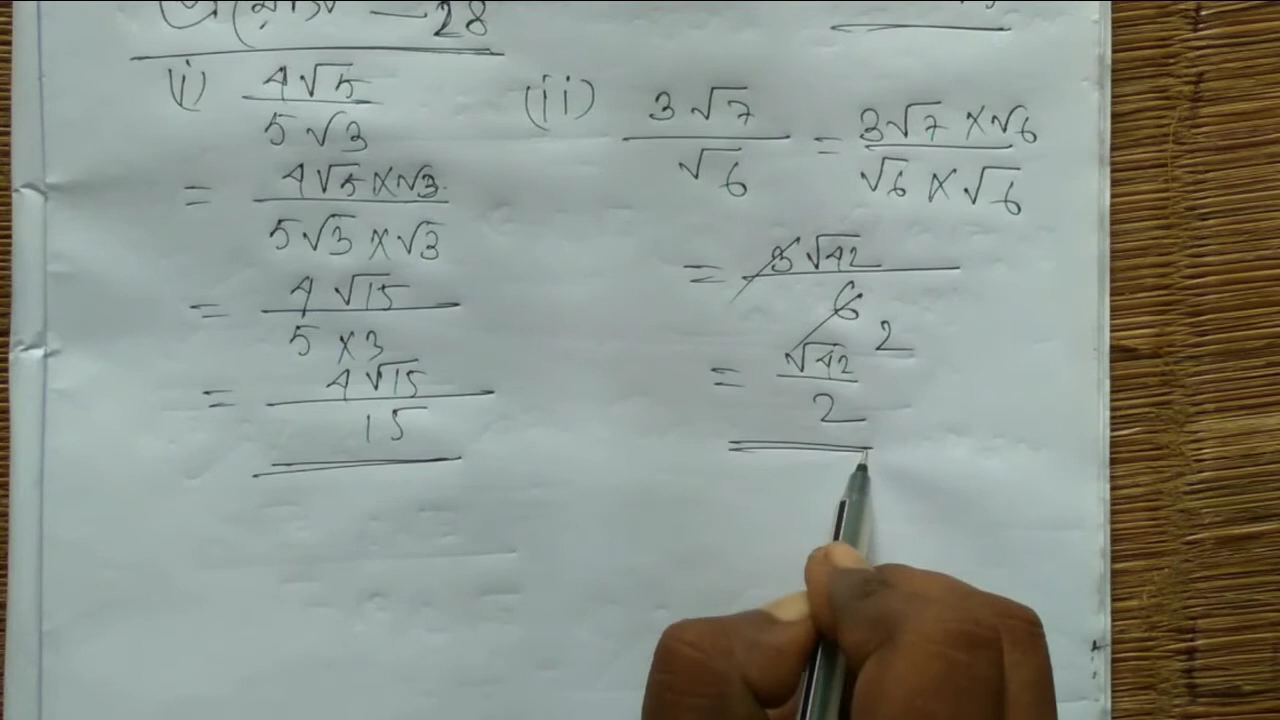 — 28
(i) 4√5 / 5√3
= 4√5 × √3 / 5√3 × √3
= 4√15 / 5 × 3
= 4√15 / 15
(ii) 3√7 / √6 = 3√7 × √6 / √6 × √6
= 3√42 / 6 2
= √42 / 2